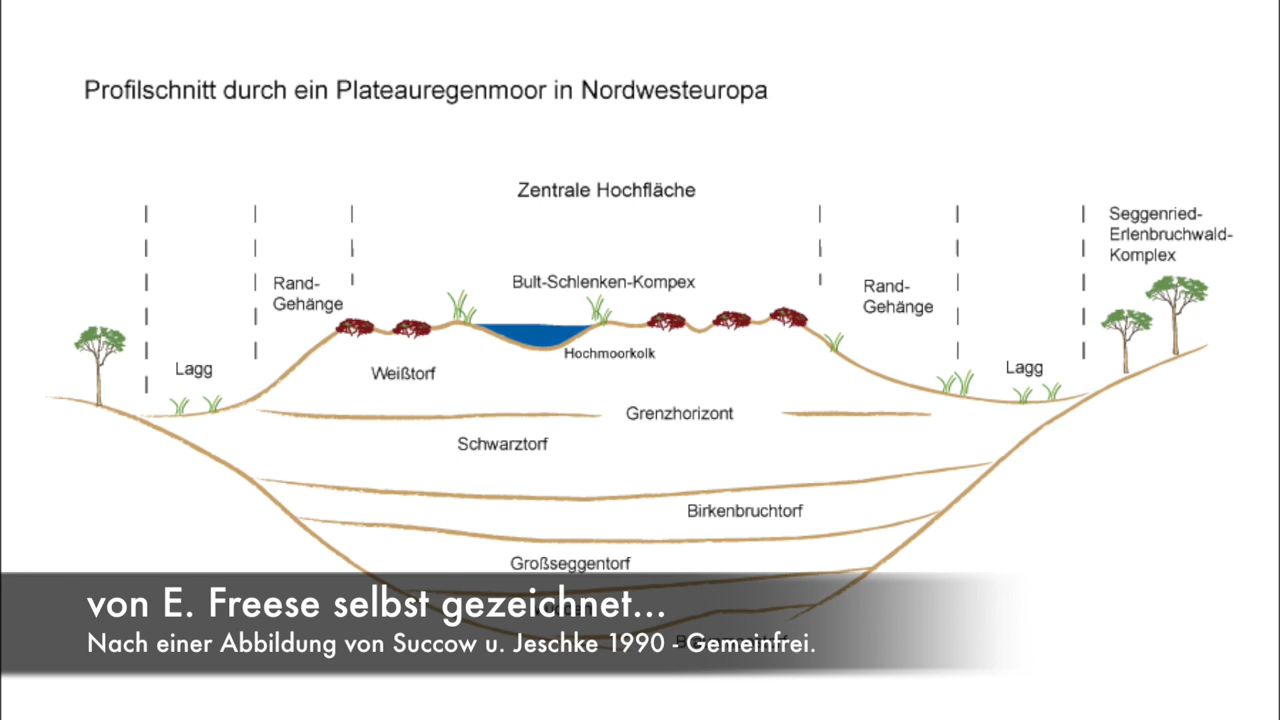 Profilschnitt durch ein Plateauregenmoor in Nordwesteuropa
Zentrale Hochfläche
Seggenried-
Erlenbruchwald-
Komplex
Rand-
Gehänge
Bult-Schlenken-Kompex
Rand-
Gehänge
Hochmoorkolk
Lagg
Weißtorf
Lagg
Grenzhorizont
Schwarztorf
Birkenbruchtorf
Großseggentorf
von E. Freese selbst gezeichnet...
Nach einer Abbildung von Succow u. Jeschke 1990 - Gemeinfrei.